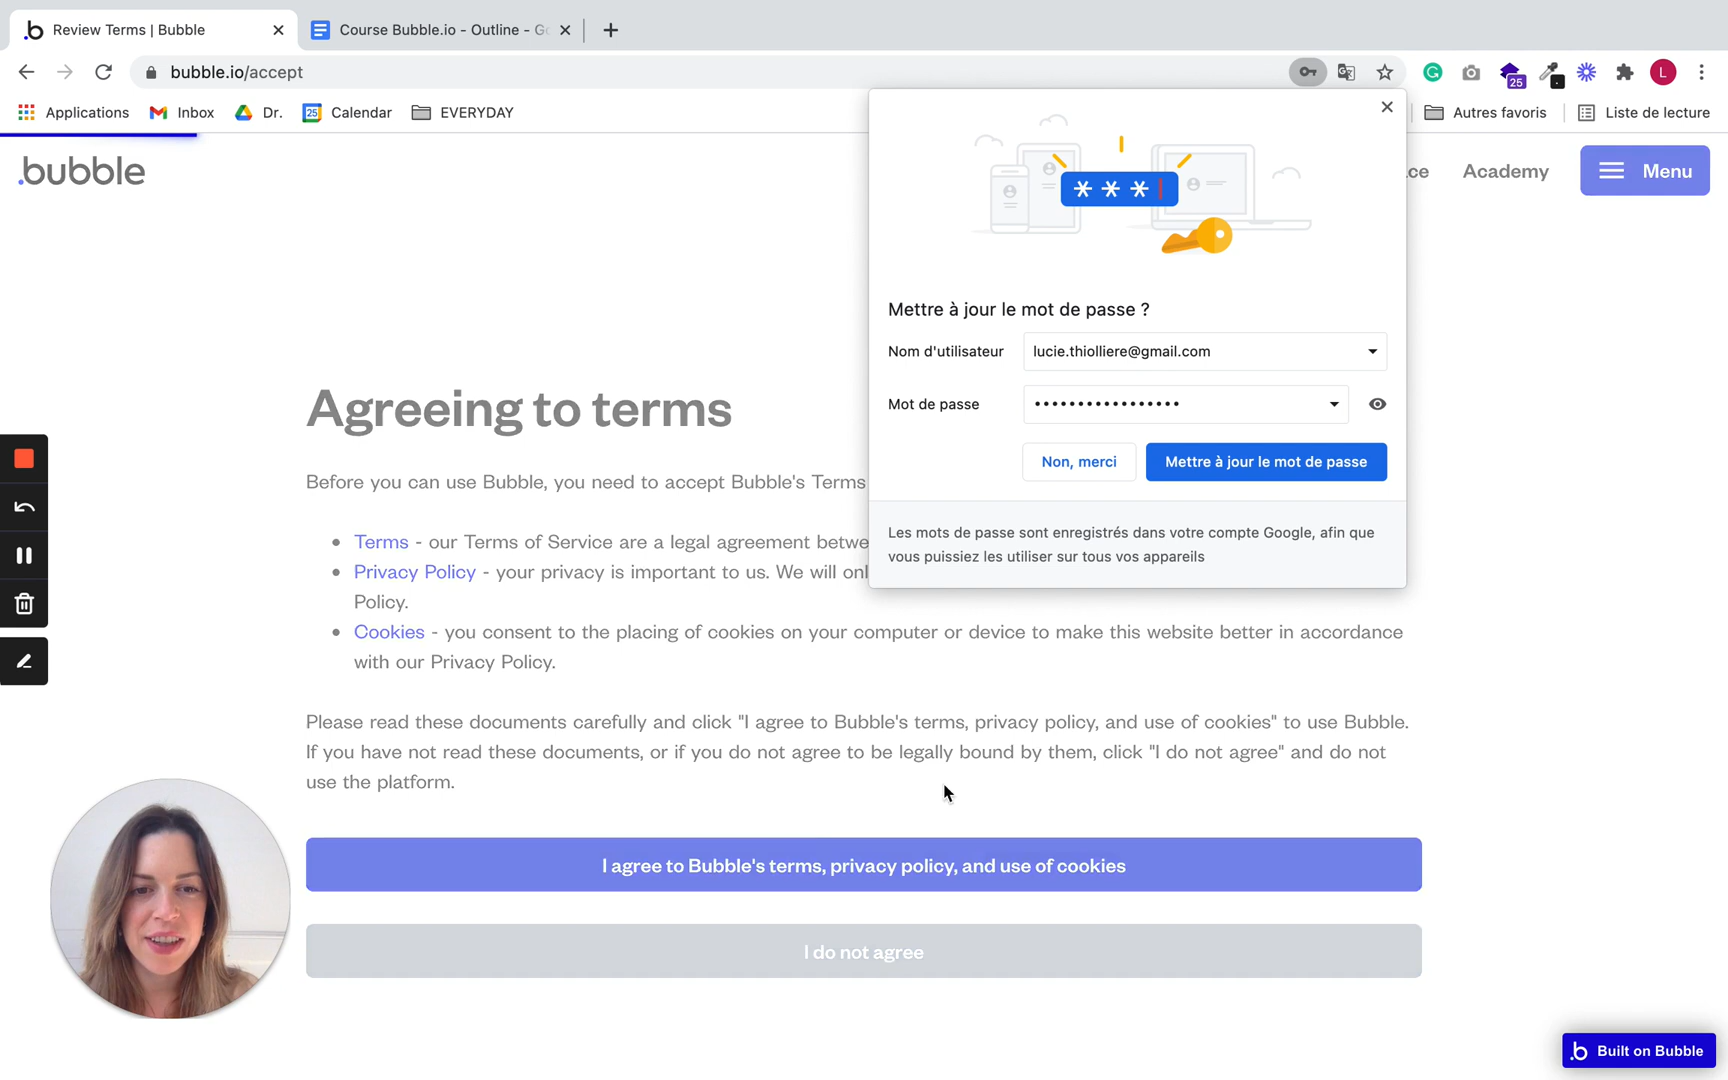 Review Terms | Bubble
Course Bubble.io - Outline - Go
bubble.io/accept
25
L
Applications
Inbox
Dr.
25
Calendar
EVERYDAY
Autres favoris
Liste de lecture
.bubble
Academy
Menu
* * *
Mettre à jour le mot de passe ?
Nom d'utilisateur
lucie.thiolliere@gmail.com
Mot de passe
•••••••••••••••••
Non, merci
Mettre à jour le mot de passe
Les mots de passe sont enregistrés dans votre compte Google, afin que
vous puissiez les utiliser sur tous vos appareils
Agreeing to terms
Before you can use Bubble, you need to accept Bubble's Terms
• Terms - our Terms of Service are a legal agreement
• Privacy Policy - your privacy is important to us. We will
Policy.
• Cookies - you consent to the placing of cookies on your computer or device to make this website better in accordance
with our Privacy Policy.
Please read these documents carefully and click "I agree to Bubble's terms, privacy policy, and use of cookies" to use Bubble.
If you have not read these documents, or if you do not agree to be legally bound by them, click "I do not agree" and do not
use the platform.
I agree to Bubble's terms, privacy policy, and use of cookies
I do not agree
b Built on Bubble